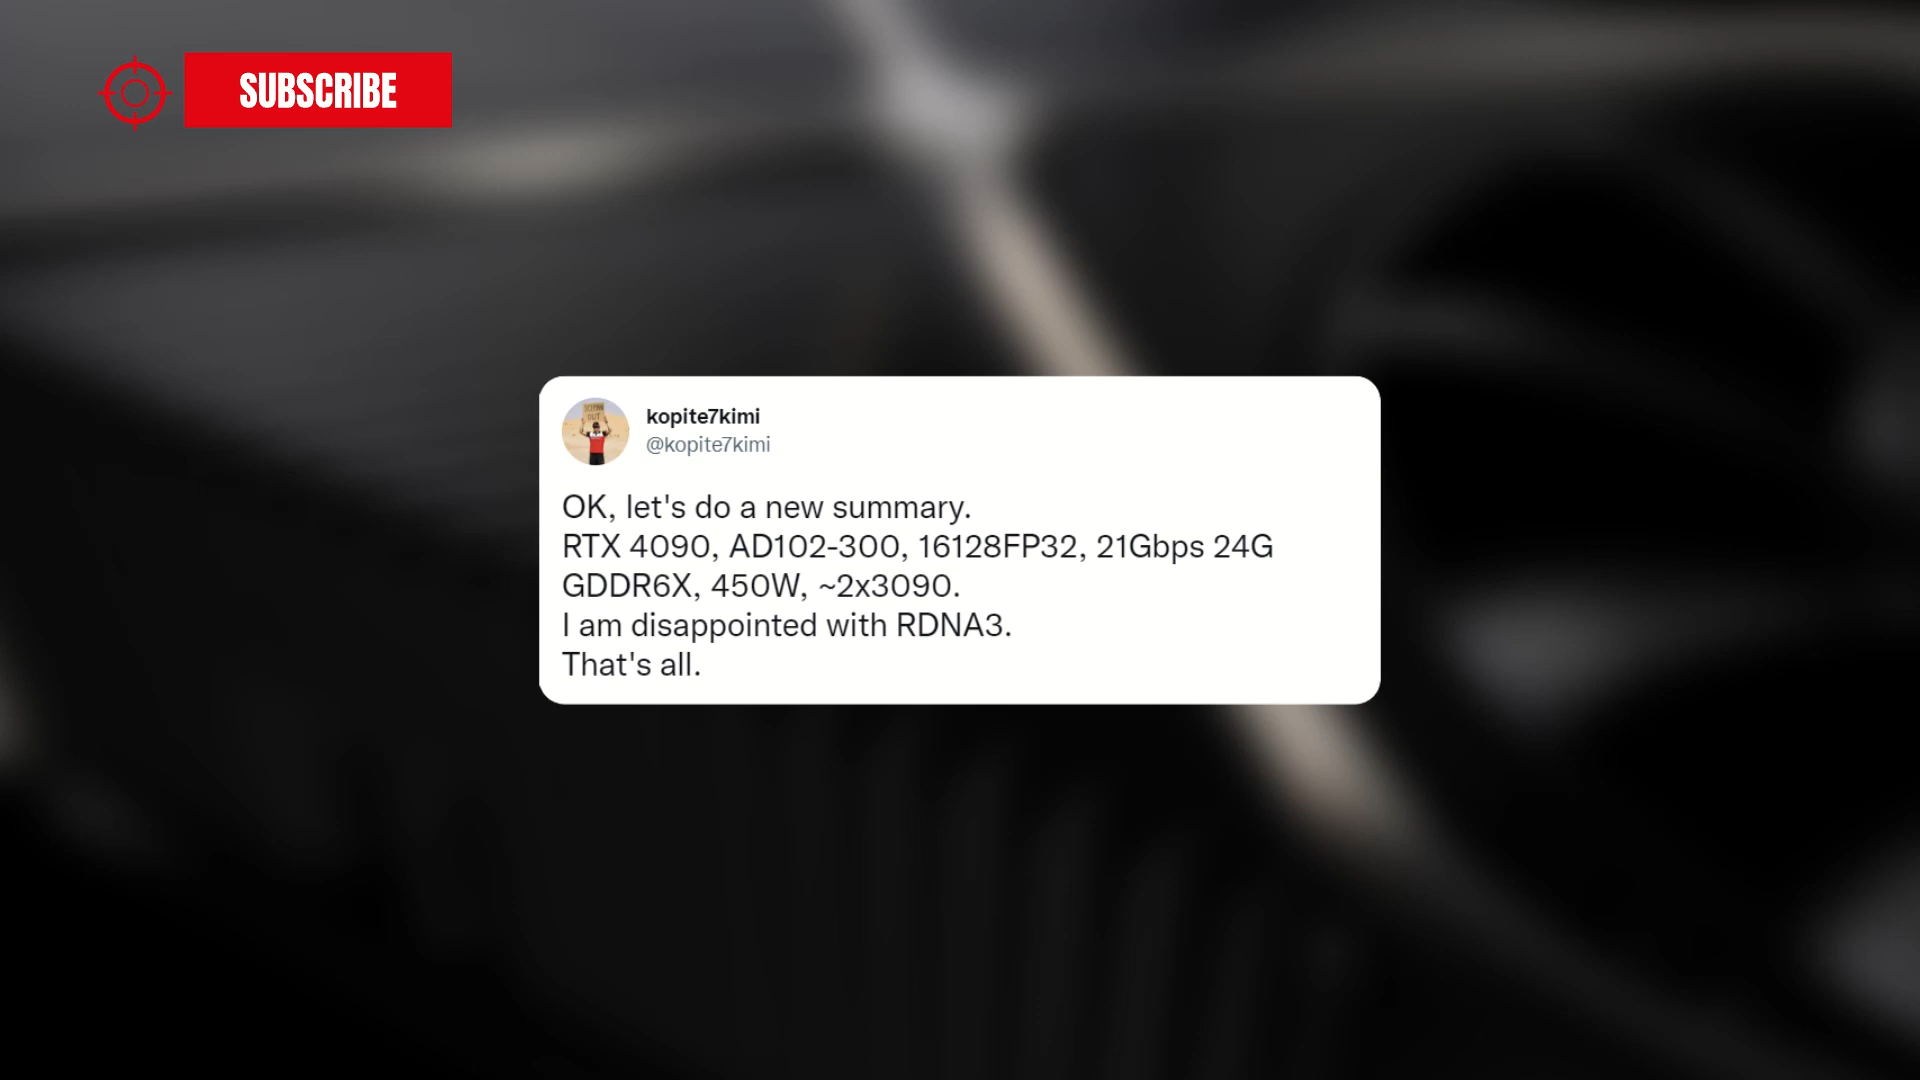 SUBSCRIBE
kopite7kimi
@kopite7kimi
OK, let's do a new summary.
RTX 4090, AD102-300, 16128FP32, 21Gbps 24G
GDDR6X, 450W, ~2x3090.
I am disappointed with RDNA3.
That's all.